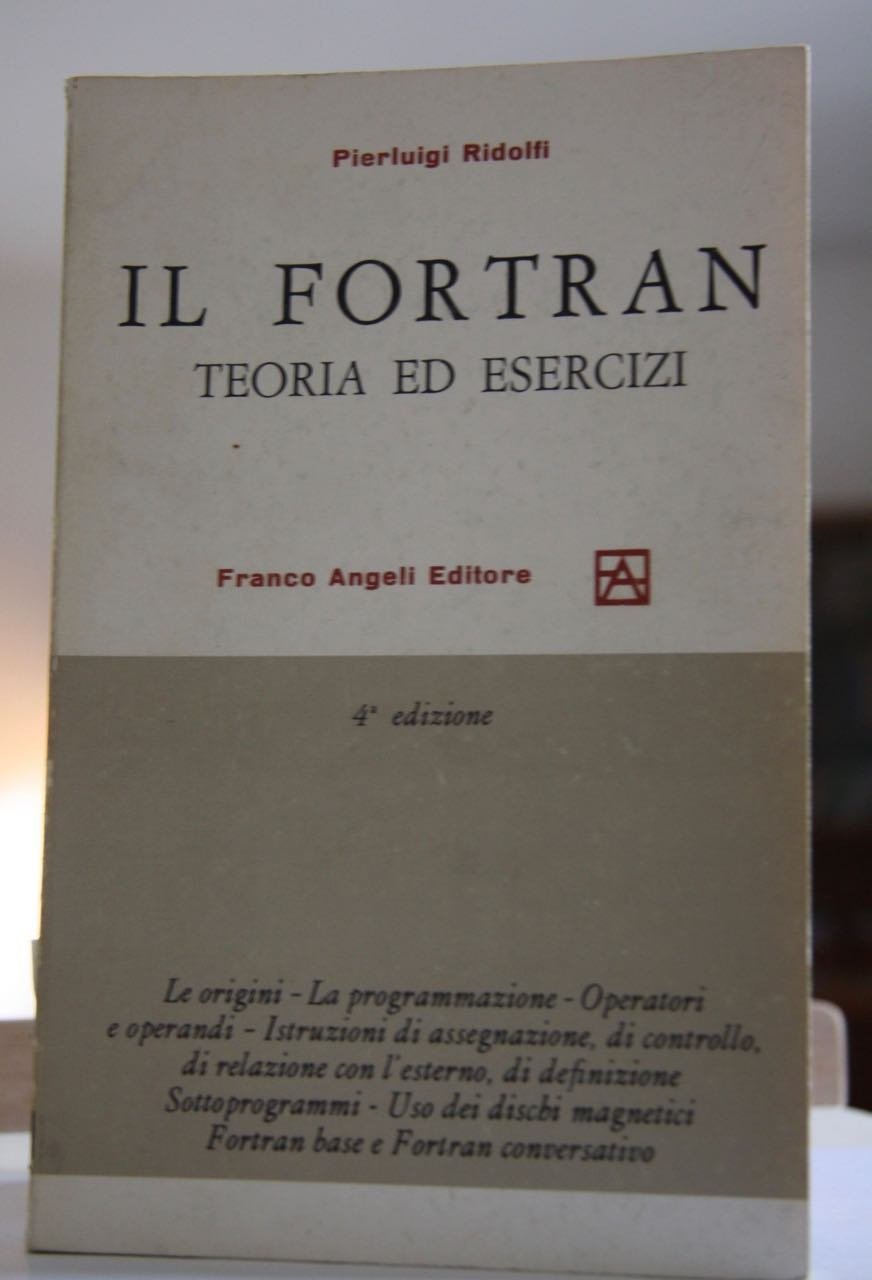 Pierluigi Ridolfi
IL FORTRAN
TEORIA ED ESERCIZI
Franco Angeli Editore
4ª edizione
Le origini - La programmazione - Operatori
e operandi - Istruzioni di assegnazione, di controllo,
di relazione con l'esterno, di definizione
Sottoprogrammi - Uso dei dischi magnetici
Fortran base e Fortran conversativo